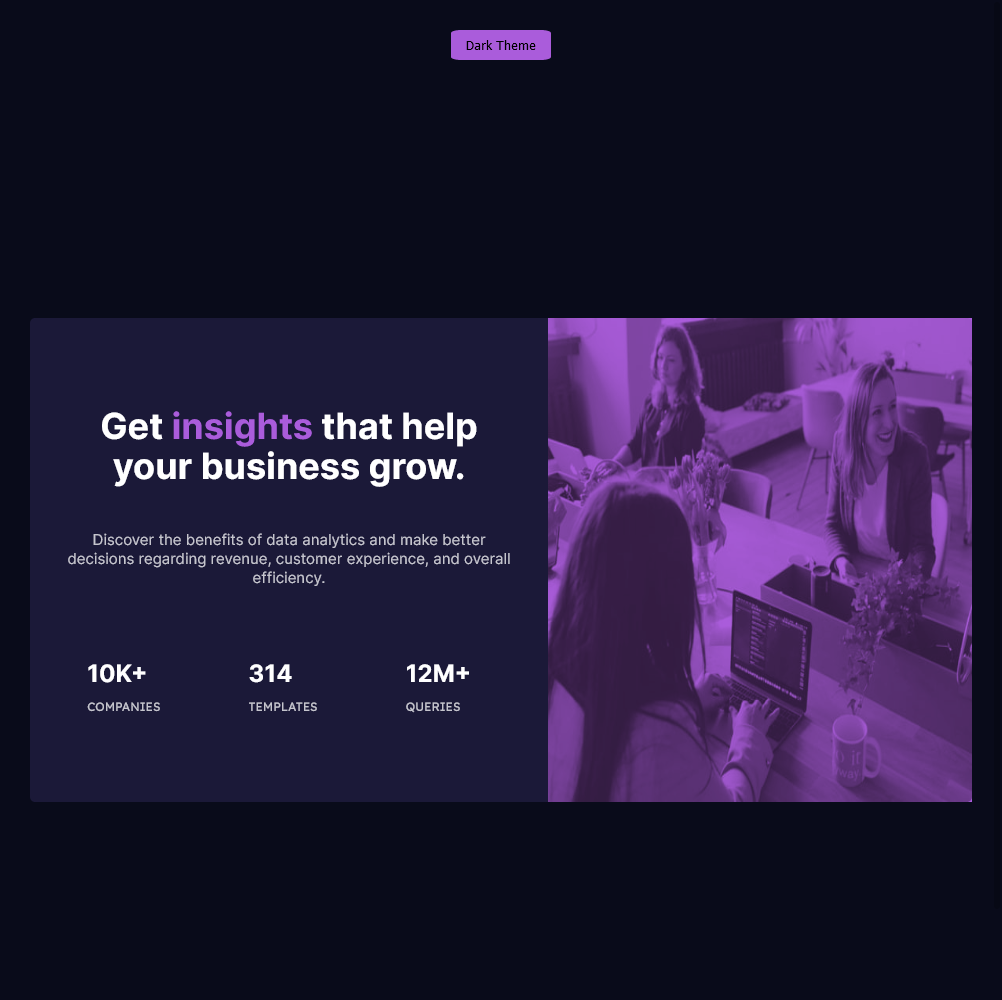 Dark Theme
Get insights that help
your business grow.
Discover the benefits of data analytics and make better
decisions regarding revenue, customer experience, and overall
efficiency.
10K+
COMPANIES
314
TEMPLATES
12M+
QUERIES